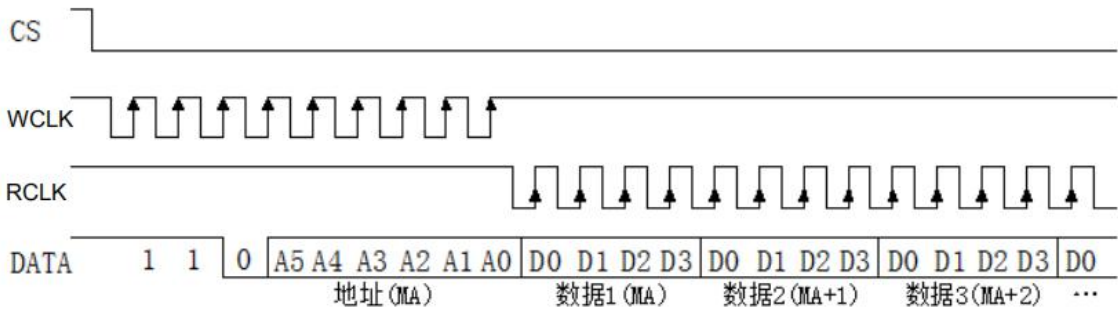 CS
WCLK
RCLK
DATA 1 1 0 A5 A4 A3 A2 A1 A0 D0 D1 D2 D3 D0 D1 D2 D3 D0 D1 D2 D3 D0
地址(MA) 数据1(MA) 数据2(MA+1) 数据3(MA+2) ...